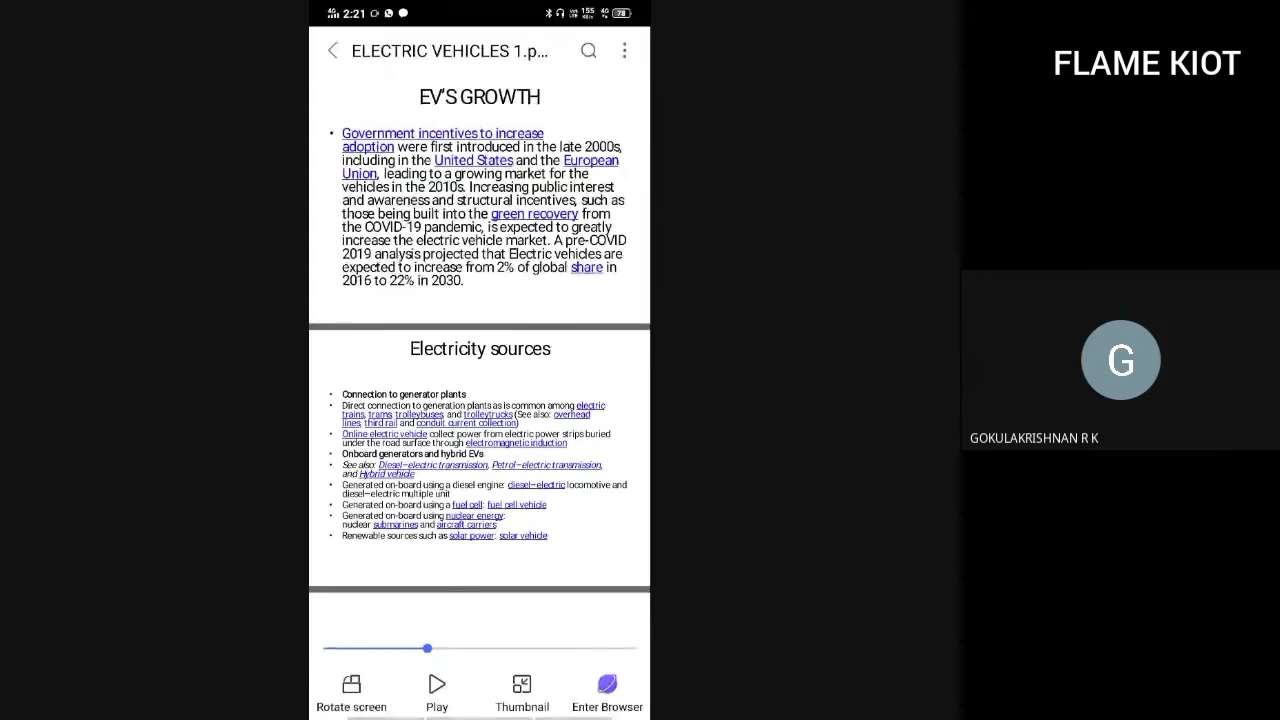 4G 2:21 155 KB/s 4G 78
ELECTRIC VEHICLES 1.p...
FLAME KIOT
EV'S GROWTH
• Government incentives to increase
adoption were first introduced in the late 2000s,
including in the United States and the European
Union, leading to a growing market for the
vehicles in the 2010s. Increasing public interest
and awareness and structural incentives, such as
those being built into the green recovery from
the COVID-19 pandemic, is expected to greatly
increase the electric vehicle market. A pre-COVID
2019 analysis projected that Electric vehicles are
expected to increase from 2% of global share in
2016 to 22% in 2030.
Electricity sources
• Connection to generator plants
• Direct connection to generation plants as is common among electric
trains, trams, trolleybuses, and trolleytrucks (See also: overhead
lines, third rail and conduit current collection)
• Online electric vehicle collect power from electric power strips buried
under the road surface through electromagnetic induction
• Onboard generators and hybrid EVs
• See also: Diesel–electric transmission, Petrol–electric transmission,
and Hybrid vehicle
• Generated on-board using a diesel engine: diesel–electric locomotive and
diesel–electric multiple unit
• Generated on-board using a fuel cell: fuel cell vehicle
• Generated on-board using nuclear energy:
nuclear submarines and aircraft carriers
• Renewable sources such as solar power: solar vehicle
G
GOKULAKRISHNAN R K
Rotate screen Play Thumbnail Enter Browser